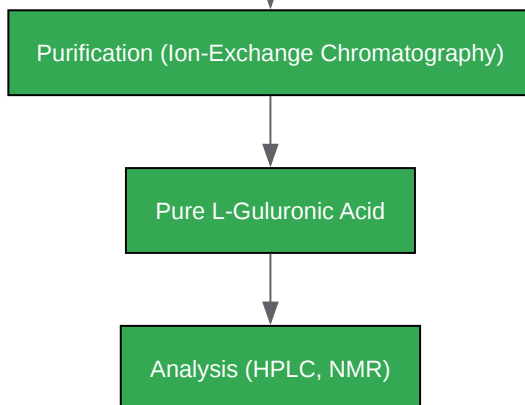 Purification (Ion-Exchange Chromatography)
Pure L-Guluronic Acid
Analysis (HPLC, NMR)